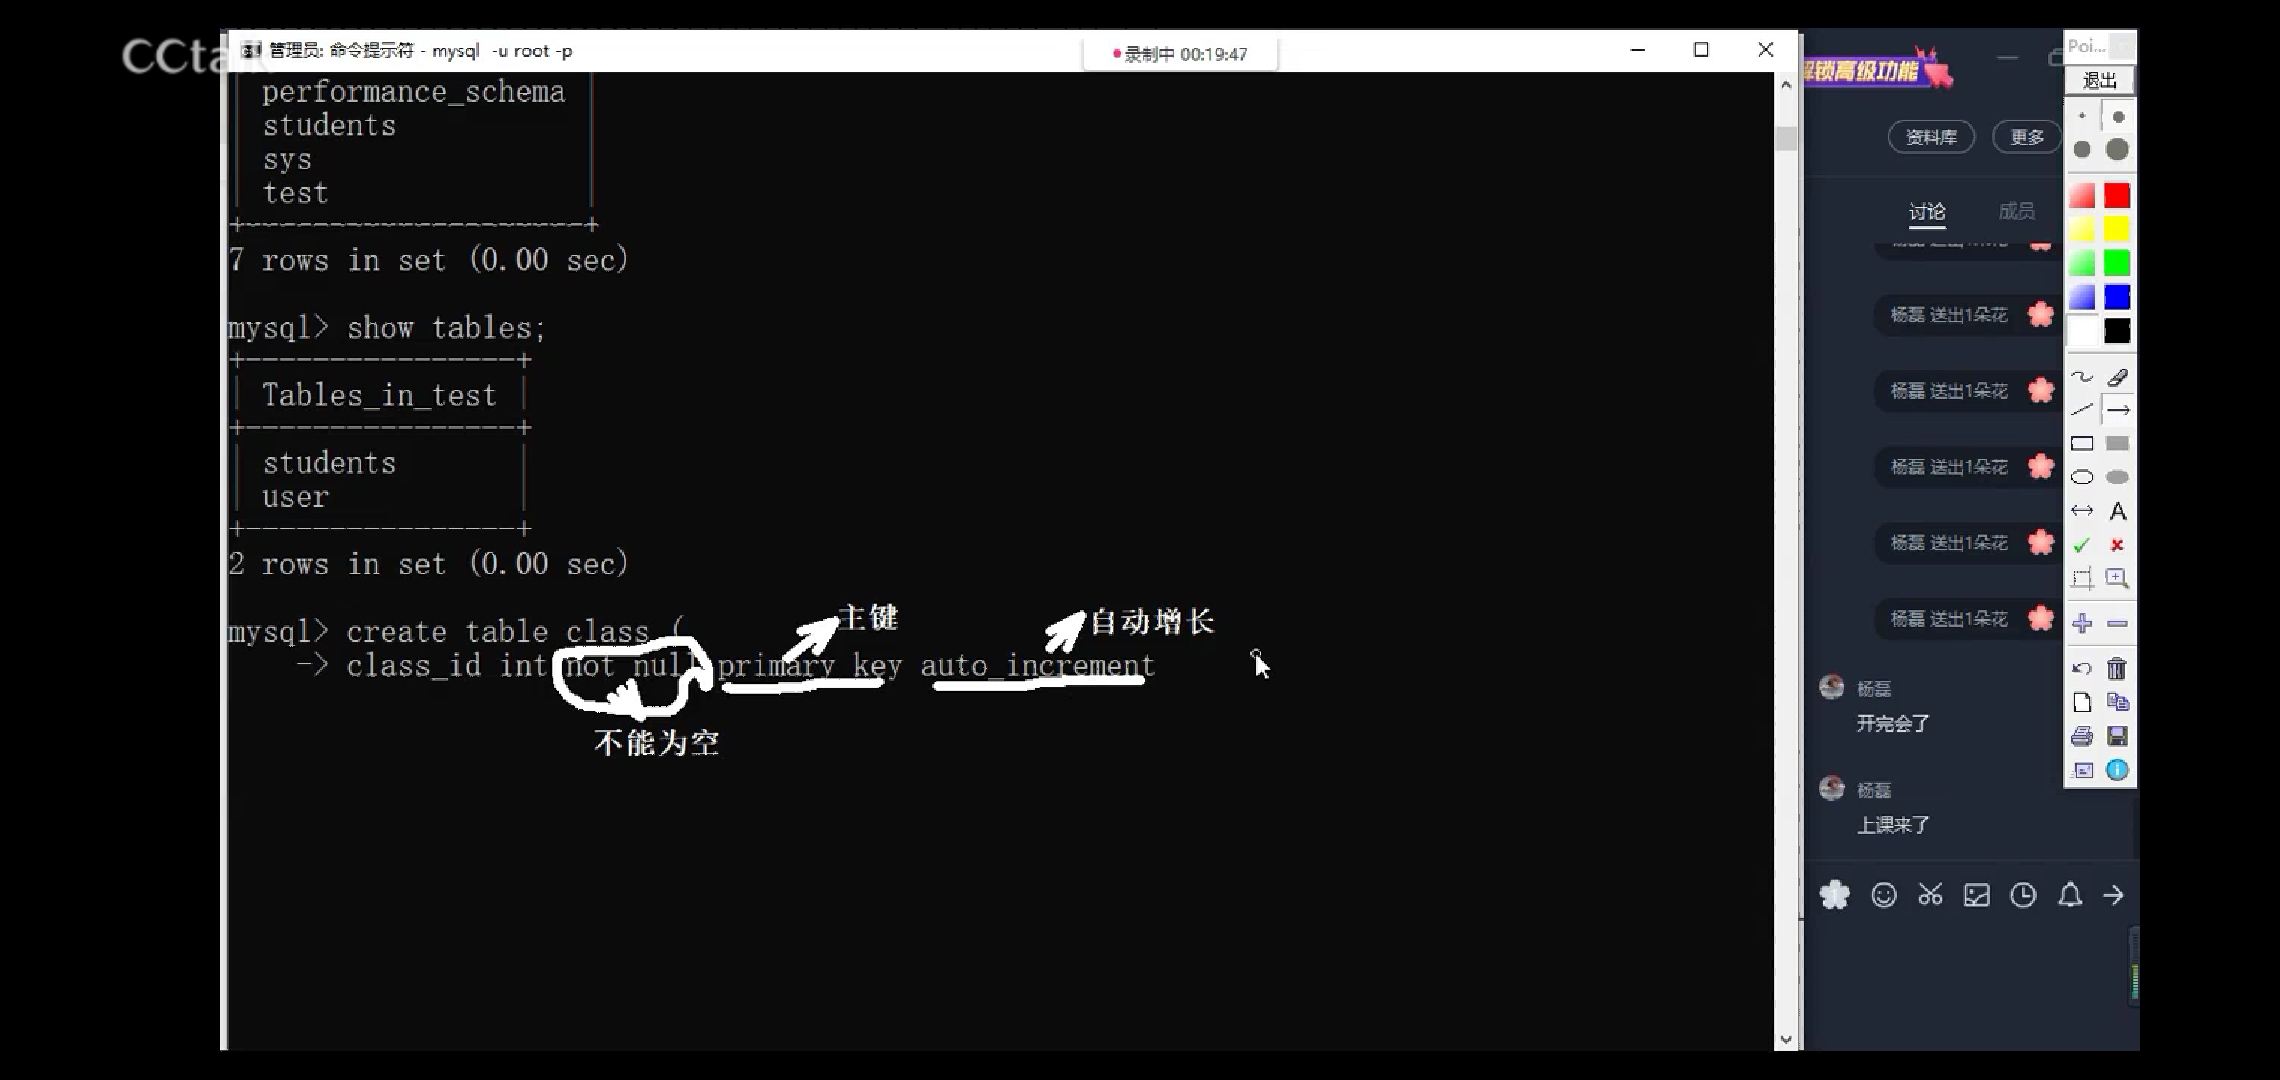 CCtalk
管理员: 命令提示符 - mysql -u root -p
录制中 00:19:47
performance_schema
students
sys
test
7 rows in set (0.00 sec)
mysql> show tables;
Tables_in_test
students
user
2 rows in set (0.00 sec)
mysql> create table class (
-> class_id int not null primary key auto_increment
主键
自动增长
不能为空
解锁高级功能
资料库
更多
讨论
成员
杨磊 送出1朵花
杨磊 送出1朵花
杨磊 送出1朵花
杨磊 送出1朵花
杨磊 送出1朵花
杨磊
开完会了
杨磊
上课来了
Poi...
退出
A